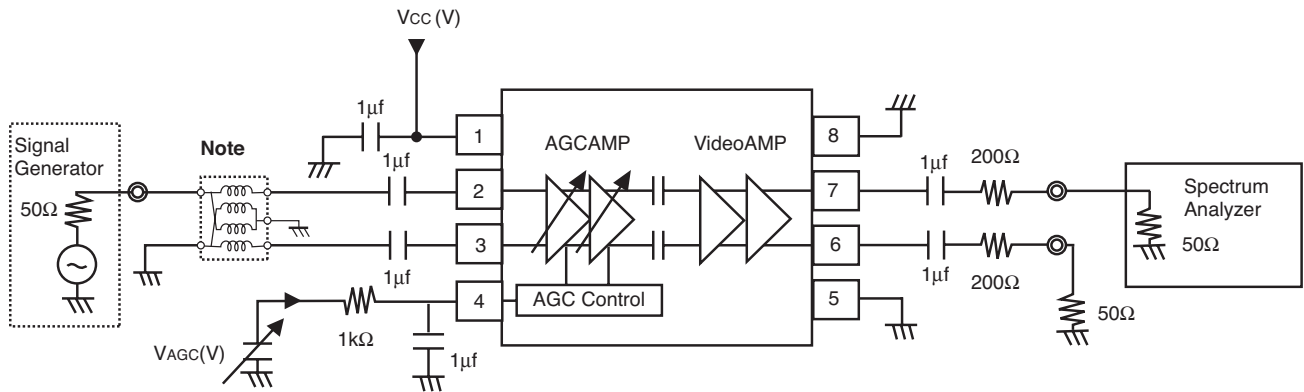 VCC (V)
1µf
1
8
Signal
Generator
Note
1µf
AGCAMP
VideoAMP
1µf
200Ω
50Ω
2
7
Spectrum
Analyzer
50Ω
3
6
1µf
1µf
200Ω
4
AGC Control
5
50Ω
VAGC(V)
1kΩ
1µf